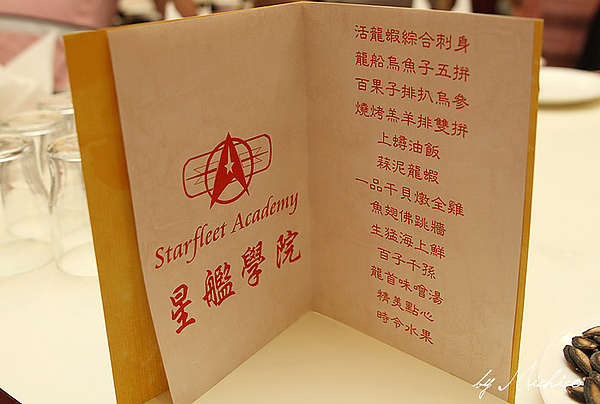 Starfleet Academy
星艦學院
活龍蝦綜合刺身
龍船烏魚子五拼
百果子排扒烏參
燒烤羔羊排雙拼
上蟳油飯
蒜泥龍蝦
一品干貝燉全雞
魚翅佛跳牆
生猛海上鮮
百子千孫
龍首味噌湯
精美點心
時令水果
by Michico